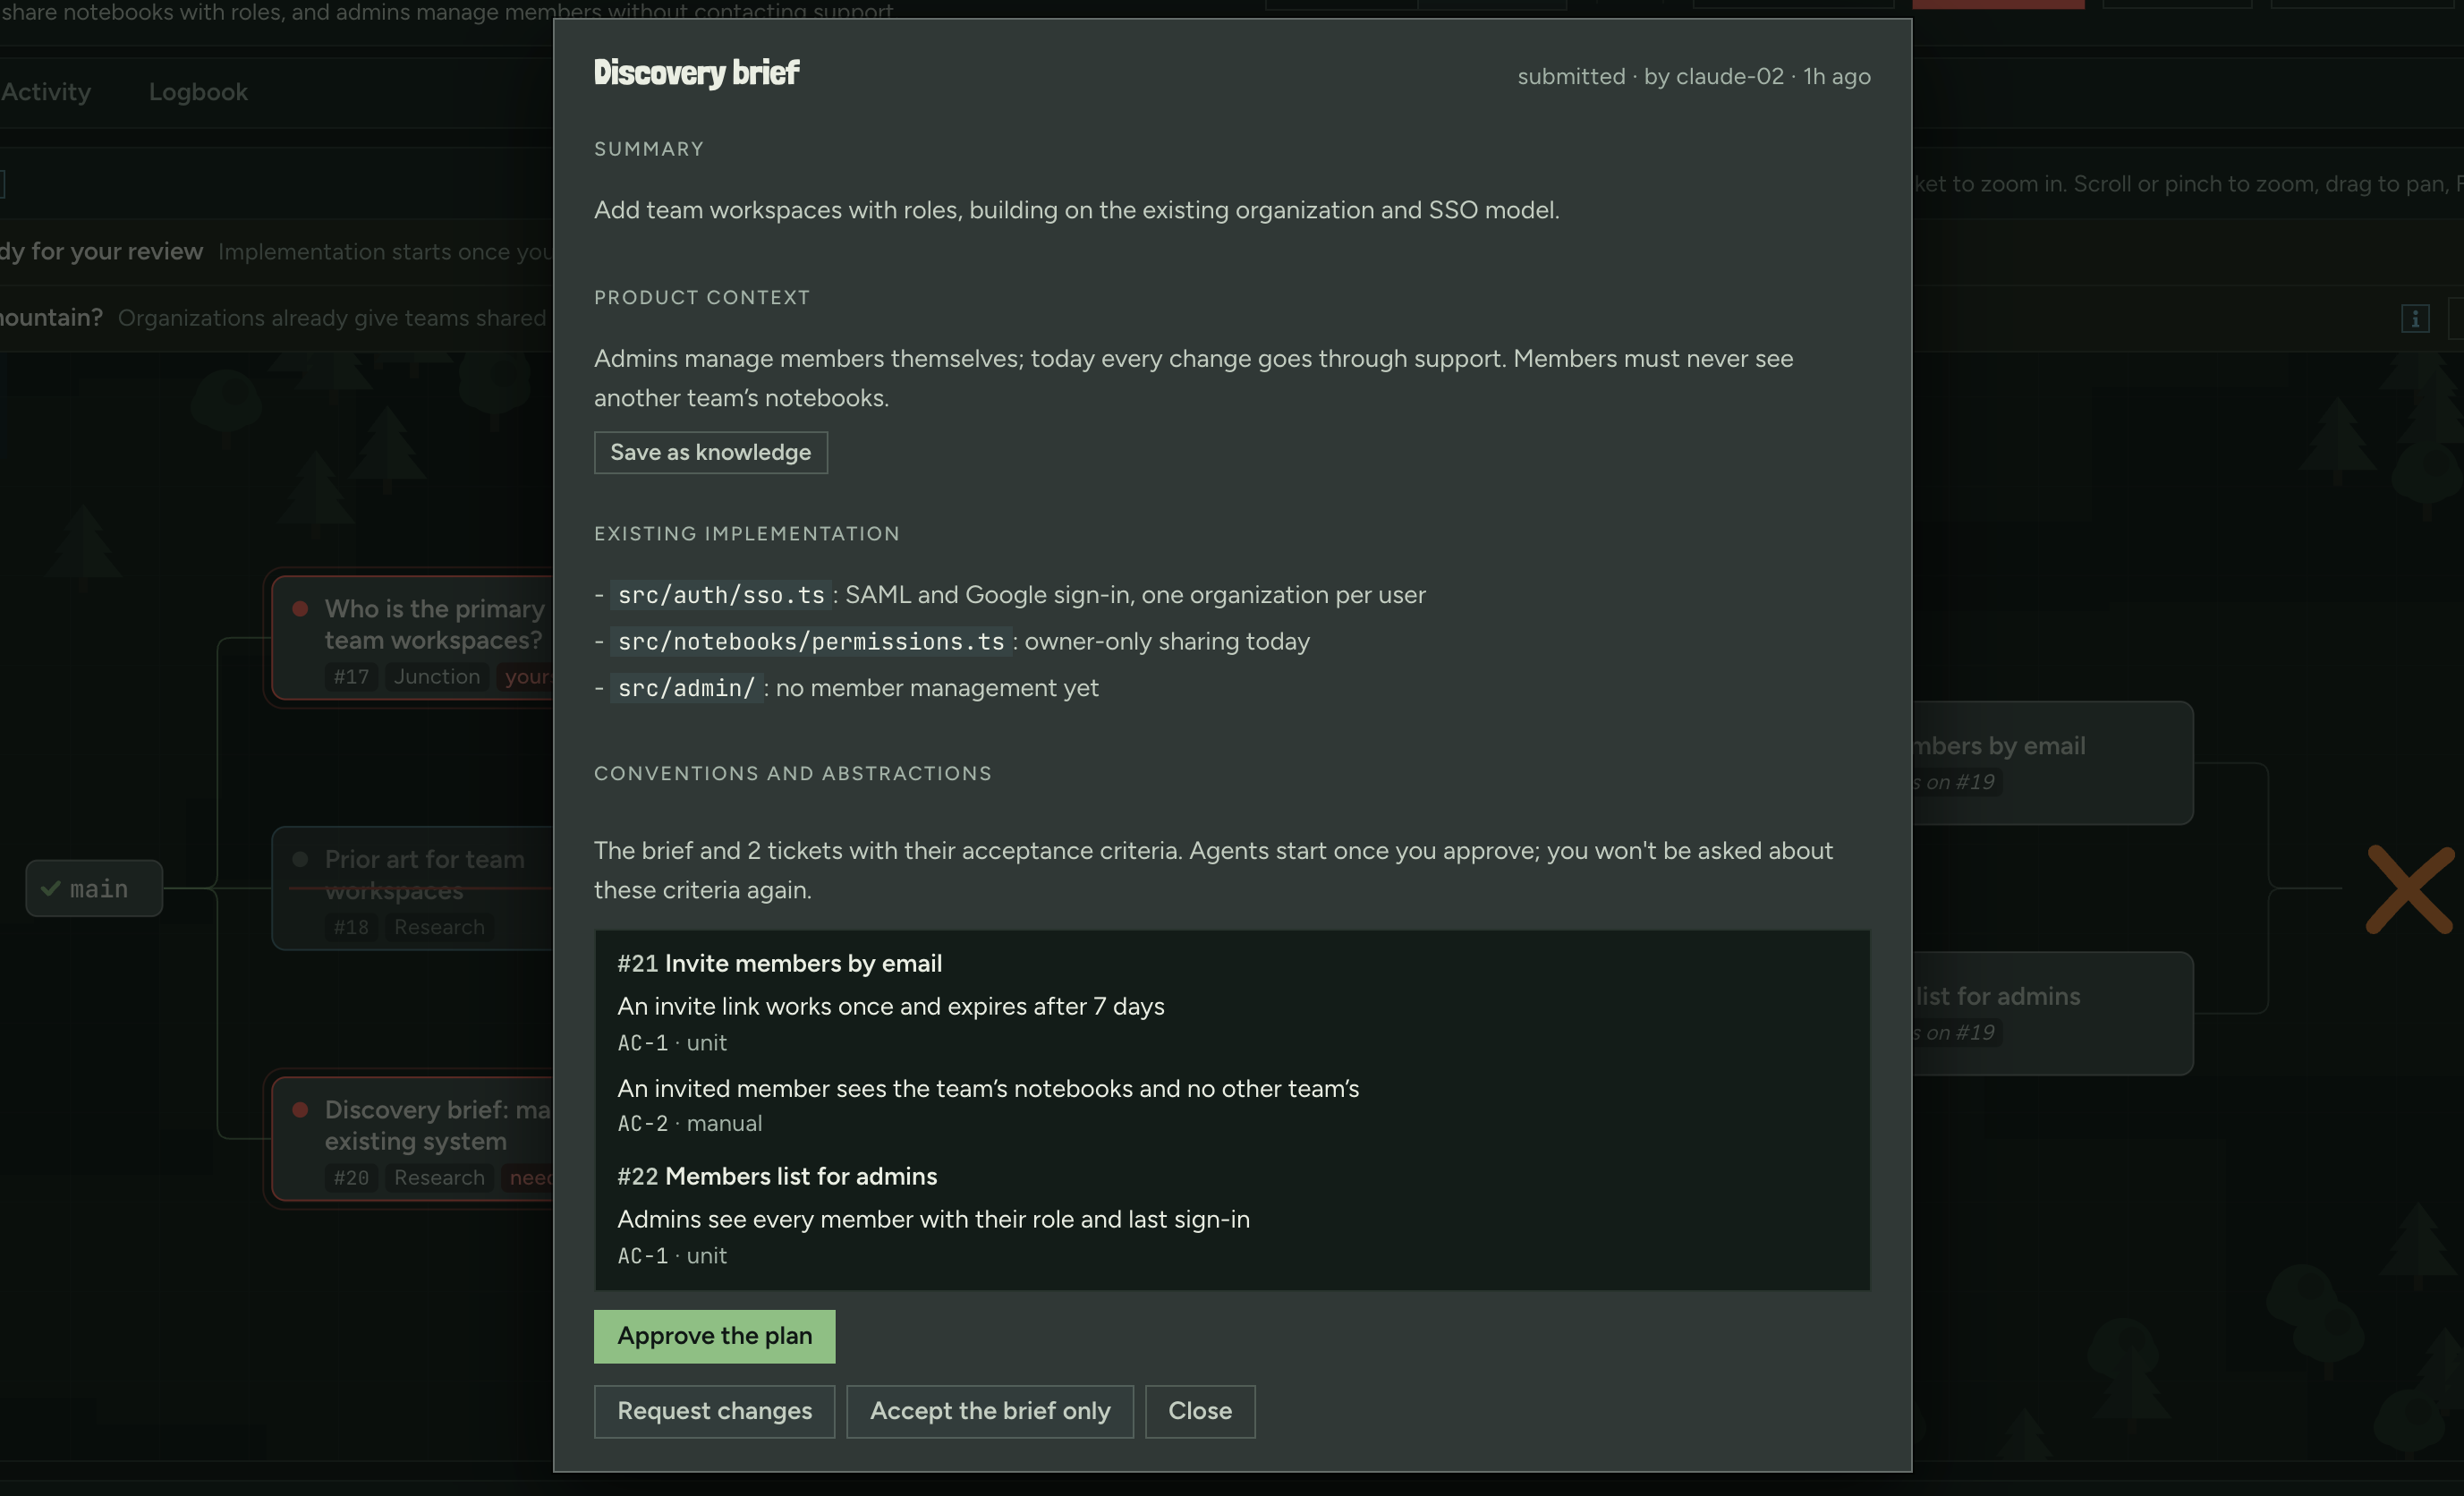 share notebooks with roles, and admins manage members without contacting support
Activity Logbook
Discovery brief
submitted · by claude-02 · 1h ago
SUMMARY
Add team workspaces with roles, building on the existing organization and SSO model.
ket to zoom in. Scroll or pinch to zoom, drag to pan,
dy for your review Implementation starts once you
PRODUCT CONTEXT
ountain? Organizations already give teams shared
Admins manage members themselves; today every change goes through support. Members must never see
another team’s notebooks.
Save as knowledge
EXISTING IMPLEMENTATION
- src/auth/sso.ts: SAML and Google sign-in, one organization per user
- src/notebooks/permissions.ts: owner-only sharing today
- src/admin/: no member management yet
Who is the primary
team workspaces?
#17 Junction your
CONVENTIONS AND ABSTRACTIONS
mbers by email
s on #19
The brief and 2 tickets with their acceptance criteria. Agents start once you approve; you won't be asked about
these criteria again.
Prior art for team
workspaces
#18 Research
main
#21 Invite members by email
An invite link works once and expires after 7 days
AC-1 · unit
An invited member sees the team’s notebooks and no other team’s
AC-2 · manual
list for admins
s on #19
Discovery brief: ma
existing system
#20 Research need
#22 Members list for admins
Admins see every member with their role and last sign-in
AC-1 · unit
Approve the plan
Request changes Accept the brief only Close